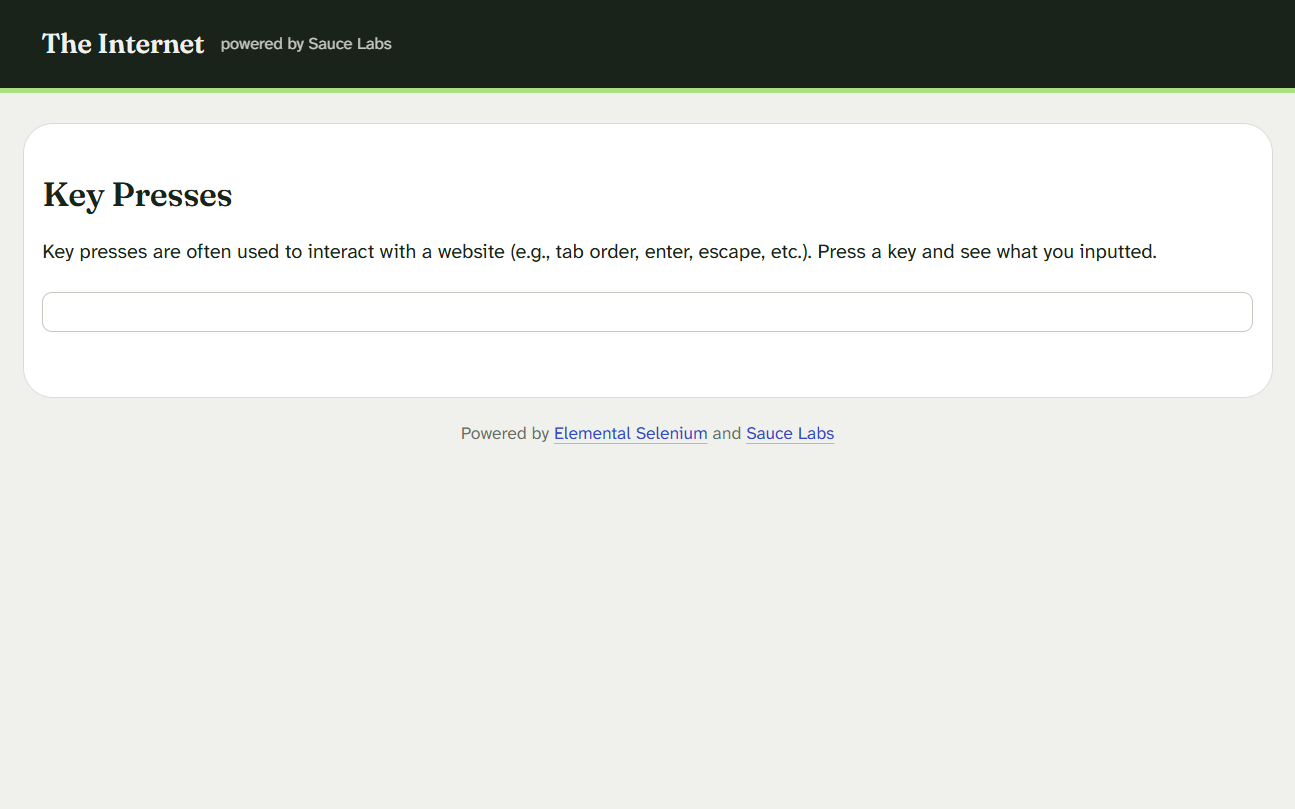 The Internet powered by Sauce Labs
Key Presses
Key presses are often used to interact with a website (e.g., tab order, enter, escape, etc.). Press a key and see what you inputted.
Powered by Elemental Selenium and Sauce Labs